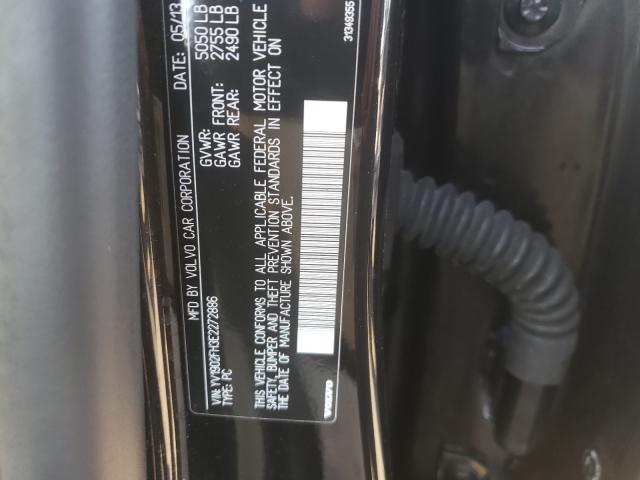 MFD BY VOLVO CAR CORPORATION DATE: 05/13
GVWR: 5050 LB
GAWR FRONT: 2755 LB
GAWR REAR: 2490 LB
VIN: YV1902FH3E2272886
TYPE: PC
THIS VEHICLE CONFORMS TO ALL APPLICABLE FEDERAL MOTOR VEHICLE
SAFETY, BUMPER AND THEFT PREVENTION STANDARDS IN EFFECT ON
THE DATE OF MANUFACTURE SHOWN ABOVE.
VOLVO
31349355